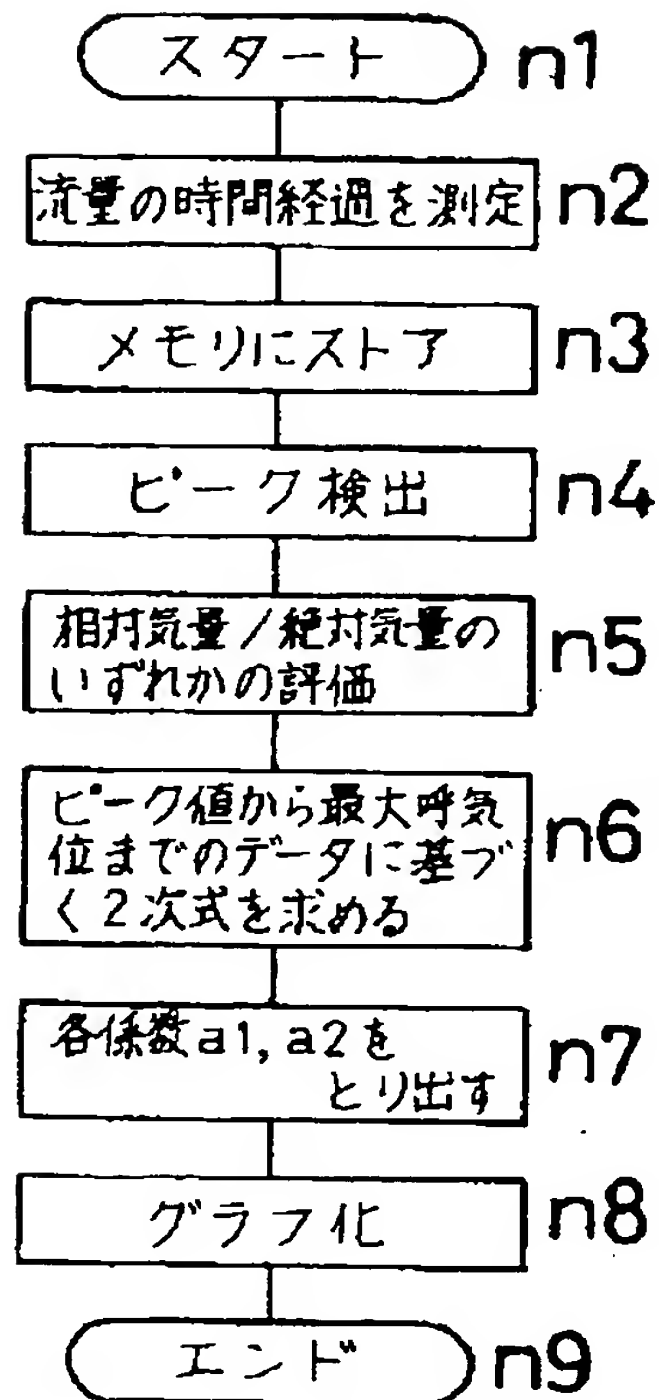 スタート n1
流量の時間経過を測定 n2
メモリにストア n3
ピーク検出 n4
相対気量/絶対気量の
いずれかの評価 n5
ピーク値から最大呼気
位までのデータに基づ n6
く2次式を求める
各係数a1,a2を n7
とり出す
グラフ化 n8
エンド n9